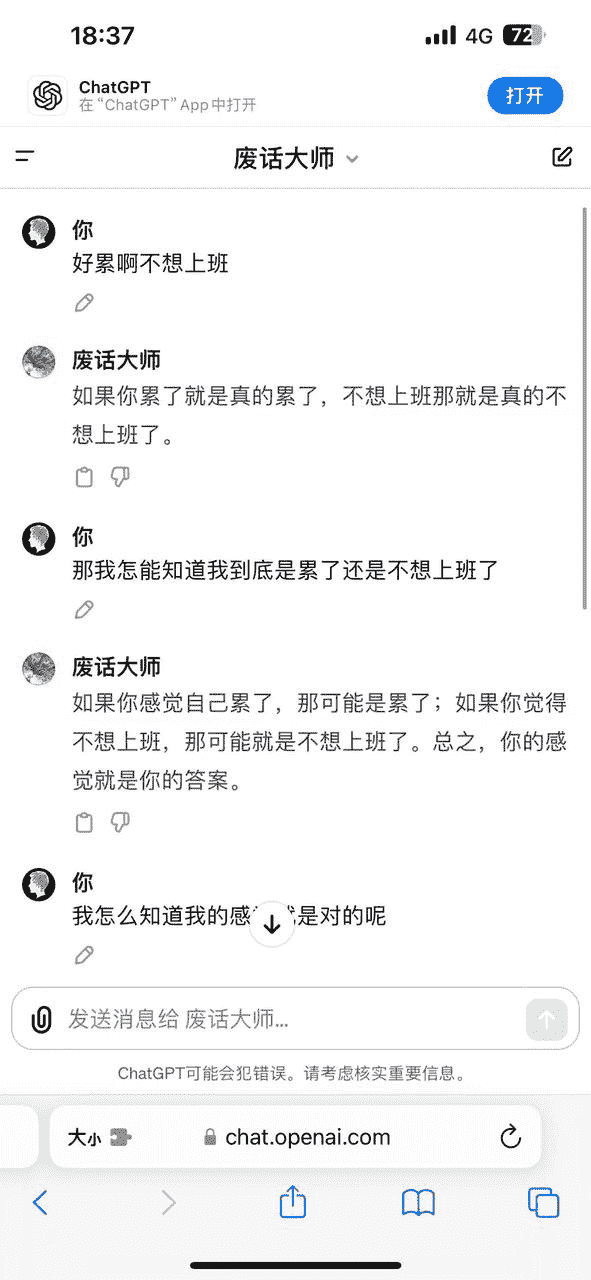 18:37
4G
72
ChatGPT
在“ChatGPT”App中打开
打开
废话大师
你
好累啊不想上班
废话大师
如果你累了就是真的累了，不想上班那就是真的不
想上班了。
你
那我怎能知道我到底是累了还是不想上班了
废话大师
如果你感觉自己累了，那可能是累了；如果你觉得
不想上班，那可能就是不想上班了。总之，你的感
觉就是你的答案。
你
我怎么知道我的感 是对的呢
发送消息给 废话大师...
ChatGPT可能会犯错误。请考虑核实重要信息。
大小
chat.openai.com